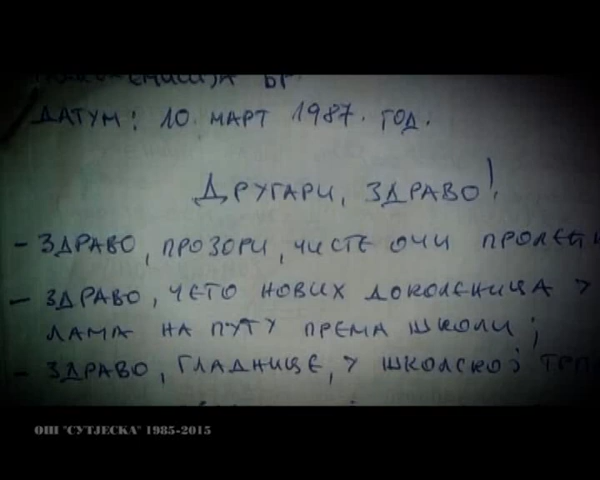 БР
ДАТУМ: 10. МАРТ 1987. ГОД.
ДРУГАРИ, ЗДРАВО!
- ЗДРАВО, ПРОЗОРИ, ЧИСТЕ ОЧИ
- ЗДРАВО, ЧЕТО НОВИХ ДОКОЛЕНИЦА У
ЛАМА НА ПУТУ ПРЕМА ШКОЛИ;
- ЗДРАВО, ГЛАДНИЦЕ, У ШКОЛСКОЈ
ОШ "СУТЈЕСКА" 1985-2015